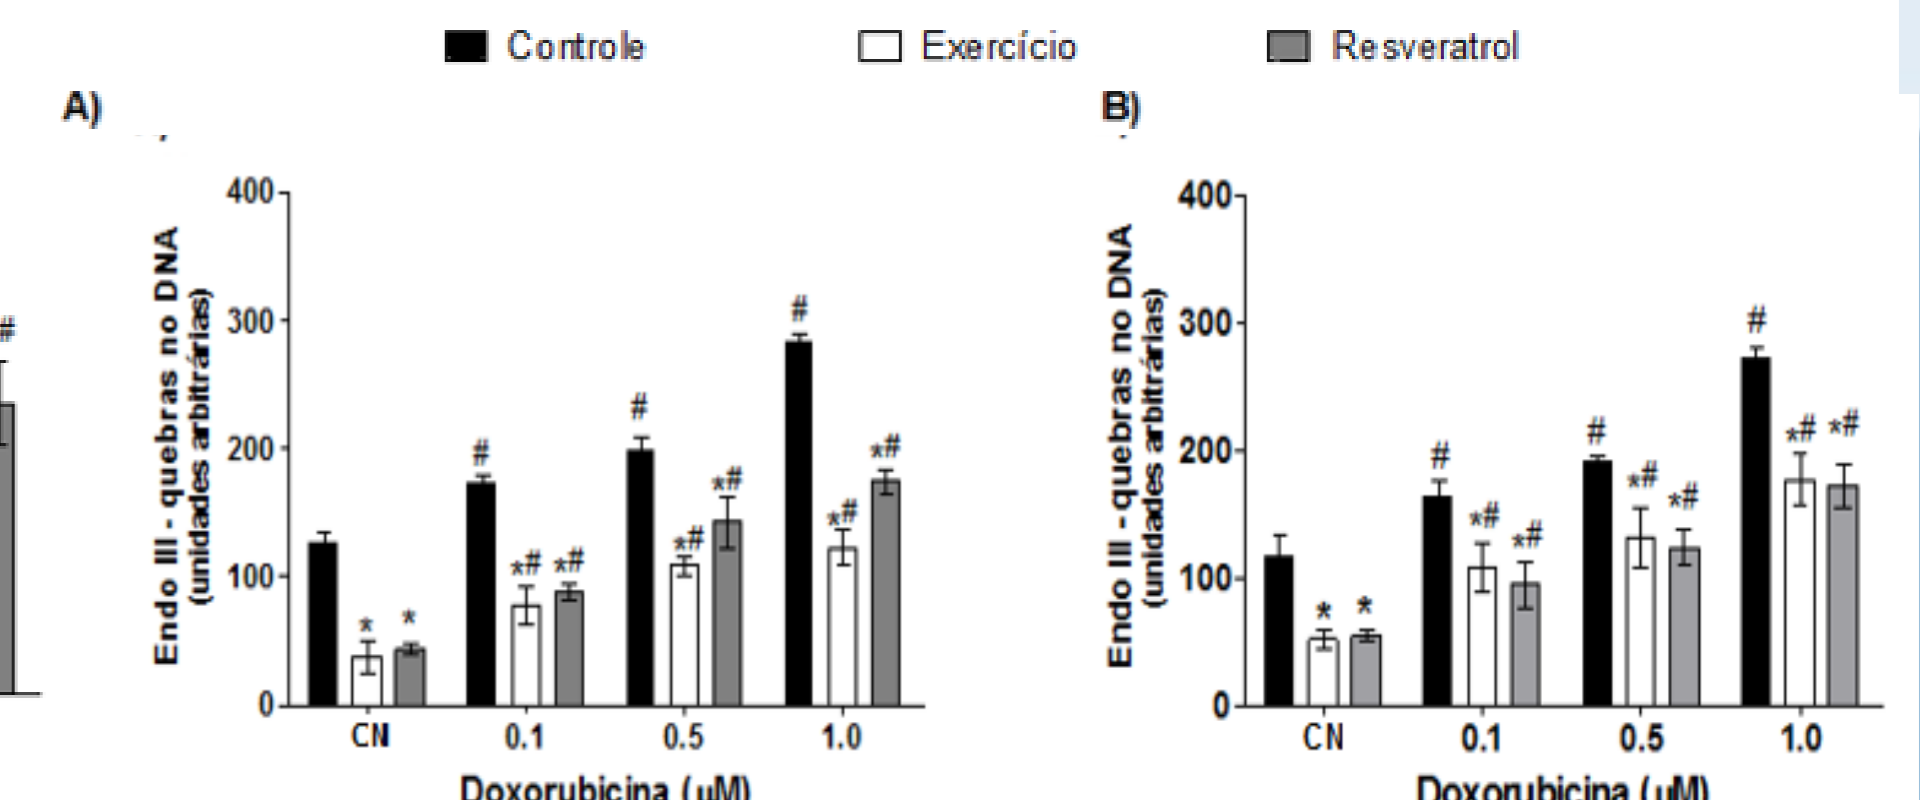 Controle Exercício Resveratrol
A)
Endo III - quebras no DNA
(unidades arbitrárias)
400
300
200
100
0
#
#
#
#
* *
*# *#
*# *#
*# *#
CN 0.1 0.5 1.0
Doxorubicina (µM)
B)
Endo III - quebras no DNA
(unidades arbitrárias)
400
300
200
100
0
#
#
#
* *
*# *#
*# *#
*# *#
CN 0.1 0.5 1.0
Doxorubicina (µM)